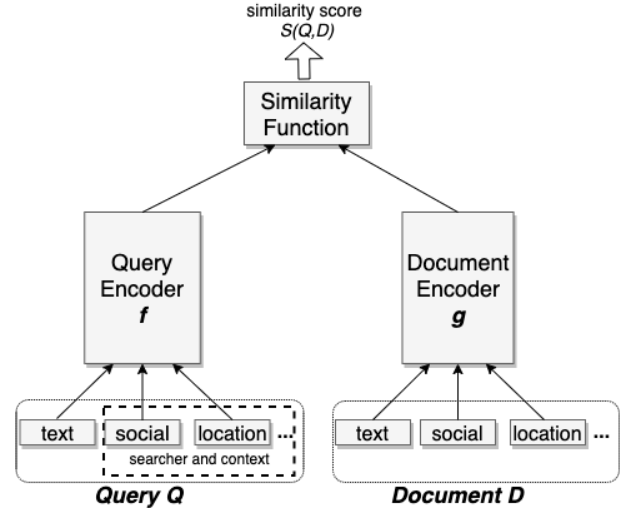 similarity score
S(Q,D)
Similarity
Function
Query
Encoder
f
Document
Encoder
g
text
social
location
...
searcher and context
Query Q
text
social
location
...
Document D